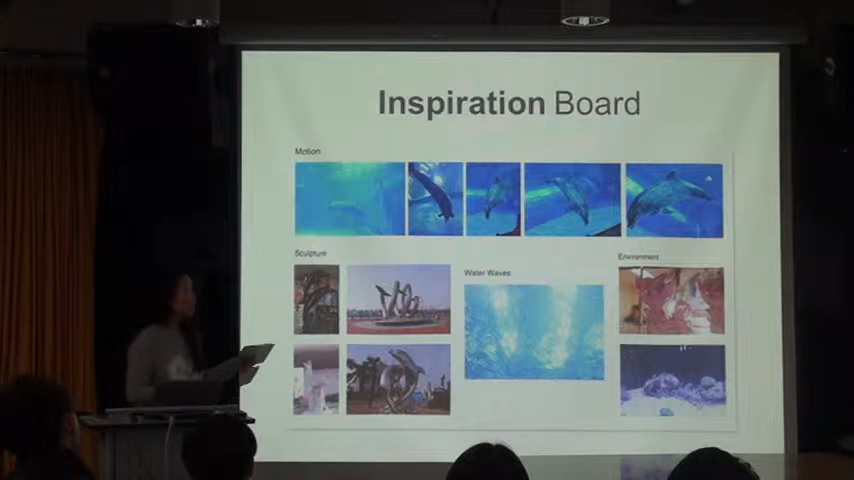 Inspiration Board
Motion
Sculpture
Water Waves
Environment